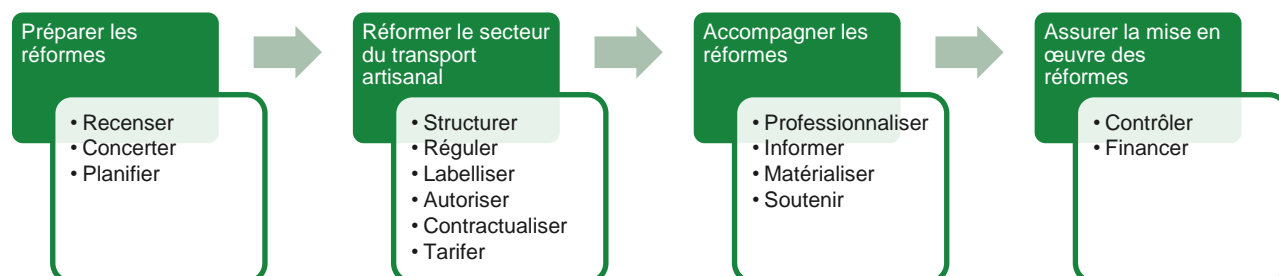 Préparer les
réformes
• Recenser
• Concerter
• Planifier
Réformer le secteur
du transport
artisanal
• Structurer
• Réguler
• Labelliser
• Autoriser
• Contractualiser
• Tarifer
Accompagner les
réformes
• Professionnaliser
• Informer
• Matérialiser
• Soutenir
Assurer la mise en
œuvre des
réformes
• Contrôler
• Financer